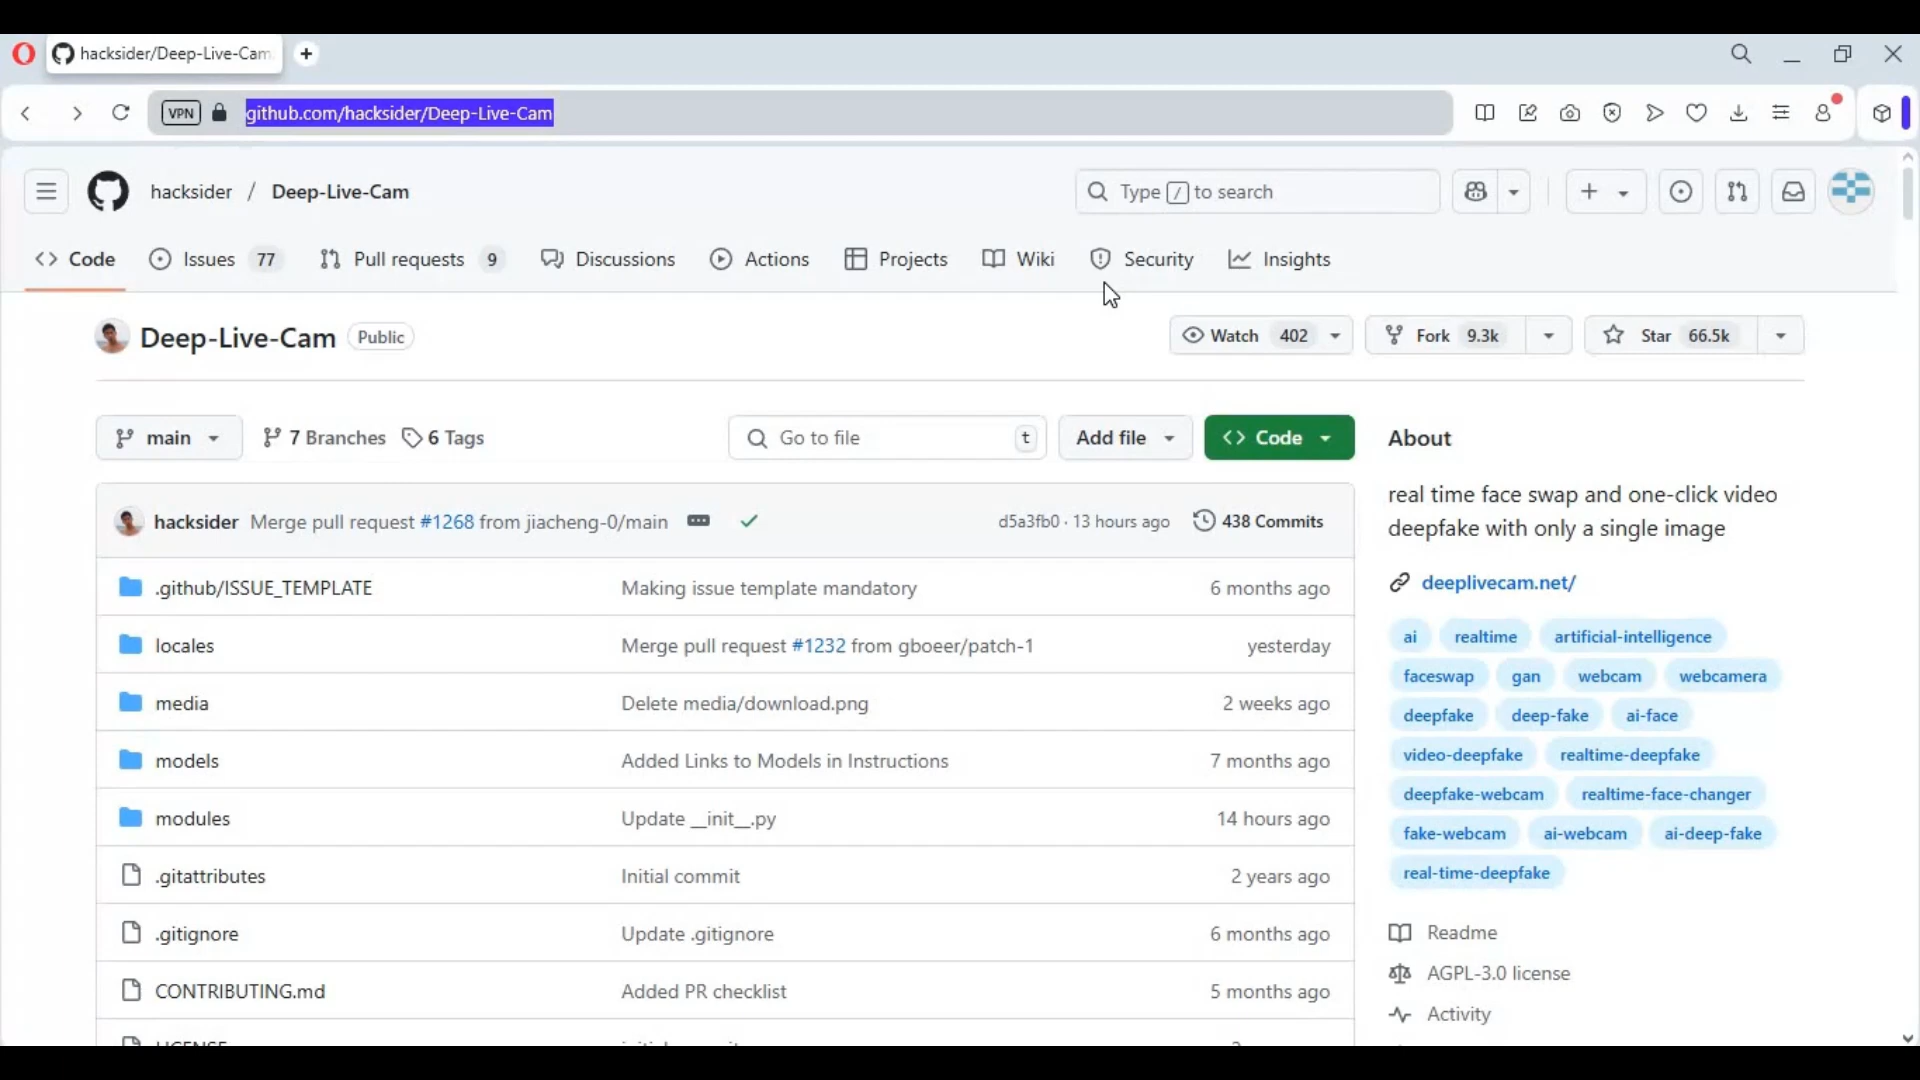 hacksider/Deep-Live-Cam
VPN github.com/hacksider/Deep-Live-Cam
hacksider / Deep-Live-Cam
Type / to search
Code Issues 77 Pull requests 9 Discussions Actions Projects Wiki Security Insights
Deep-Live-Cam Public
Watch 402 Fork 9.3k Star 66.5k
main 7 Branches 6 Tags Go to file t Add file Code
hacksider Merge pull request #1268 from jiacheng-0/main d5a3fb0 · 13 hours ago 438 Commits
.github/ISSUE_TEMPLATE Making issue template mandatory 6 months ago
locales Merge pull request #1232 from gboeer/patch-1 yesterday
media Delete media/download.png 2 weeks ago
models Added Links to Models in Instructions 7 months ago
modules Update __init__.py 14 hours ago
.gitattributes Initial commit 2 years ago
.gitignore Update .gitignore 6 months ago
CONTRIBUTING.md Added PR checklist 5 months ago
About
real time face swap and one-click video
deepfake with only a single image
deeplivecam.net/
ai realtime artificial-intelligence
faceswap gan webcam webcamera
deepfake deep-fake ai-face
video-deepfake realtime-deepfake
deepfake-webcam realtime-face-changer
fake-webcam ai-webcam ai-deep-fake
real-time-deepfake
Readme
AGPL-3.0 license
Activity